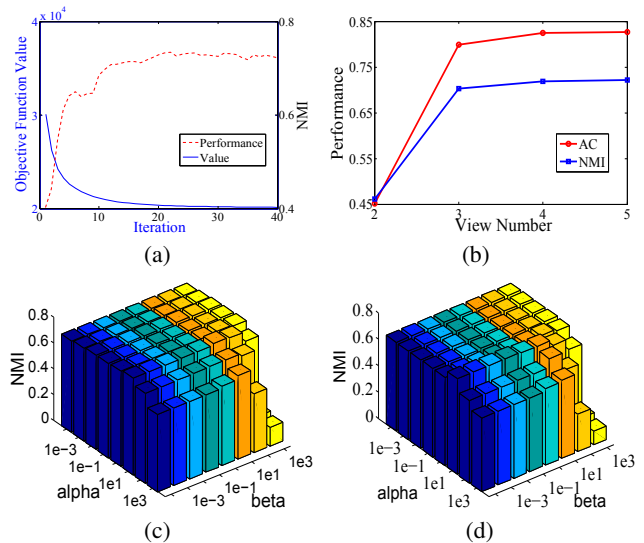 4 x 10^4
3
2
Objective Function Value
0 10 20 30 40
Iteration
0.8
0.6
0.4
NMI
Performance
Value
(a)
0.85
0.75
0.65
0.55
0.45
Performance
2 3 4 5
View Number
AC
NMI
(b)
0.8
0.6
0.4
0.2
0
NMI
1e-3
1e-1
1e1
1e3
alpha
1e-3
1e-1
1e1
1e3
beta
(c)
0.8
0.6
0.4
0.2
0
NMI
1e-3
1e-1
1e1
1e3
alpha
1e-3
1e-1
1e1
1e3
beta
(d)